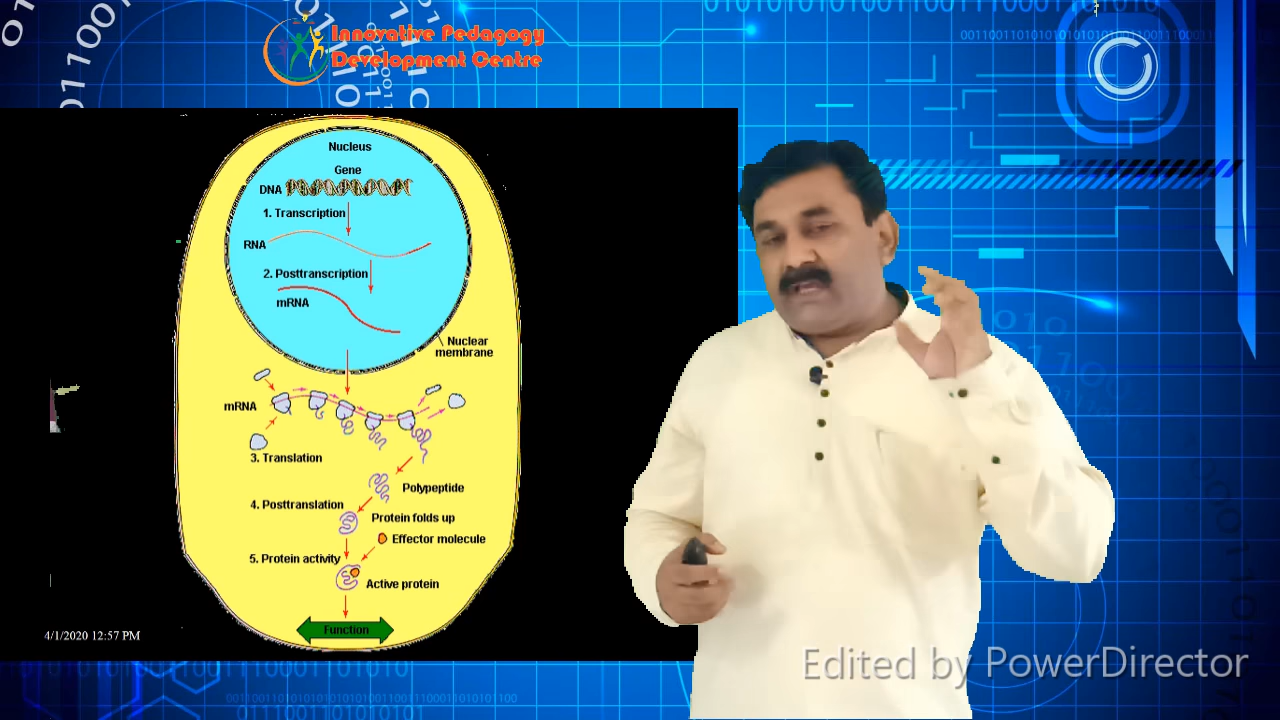 Innovative Pedagogy
Development Centre
Nucleus
Gene
DNA
1. Transcription
RNA
2. Posttranscription
mRNA
Nuclear
membrane
mRNA
3. Translation
Polypeptide
4. Posttranslation
Protein folds up
Effector molecule
5. Protein activity
Active protein
Function
4/1/2020 12:57 PM
Edited by PowerDirector